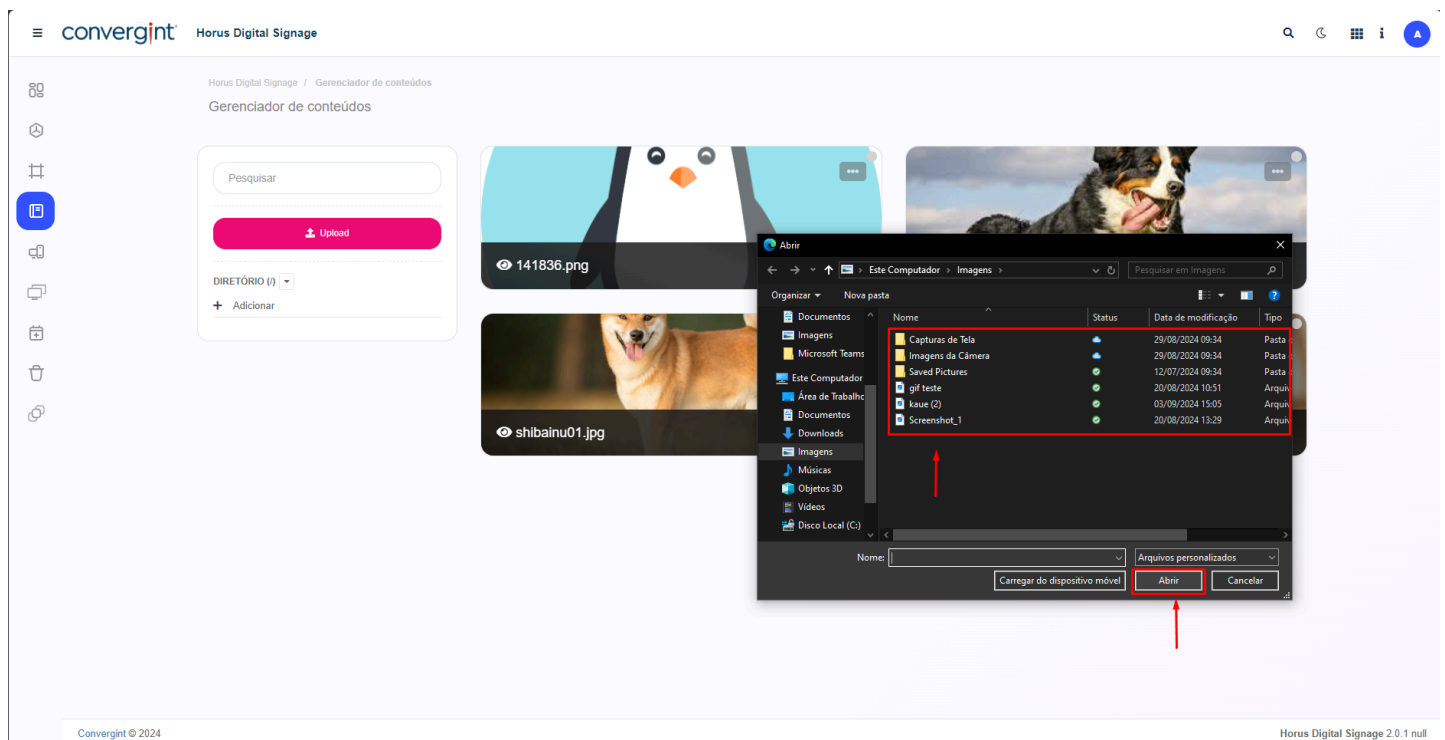 convergint Horus Digital Signage
A
Horus Digital Signage / Gerenciador de conteúdos
Gerenciador de conteúdos
Pesquisar
Upload
DIRETÓRIO (/)
+ Adicionar
141836.png
shibainu01.jpg
Abrir
Este Computador > Imagens >
Pesquisar em Imagens
Organizar
Nova pasta
Documentos
Imagens
Microsoft Teams
Este Computador
Área de Trabalho
Documentos
Downloads
Imagens
Músicas
Objetos 3D
Vídeos
Disco Local (C:)
Nome Status Data de modificação Tipo
Capturas de Tela 29/08/2024 09:34 Pasta
Imagens da Câmera 29/08/2024 09:34 Pasta
Saved Pictures 12/07/2024 09:34 Pasta
gif teste 20/08/2024 10:51 Arquiv
kaue (2) 03/09/2024 15:05 Arquiv
Screenshot_1 20/08/2024 13:29 Arquiv
Nome:
Arquivos personalizados
Carregar do dispositivo móvel
Abrir
Cancelar
Convergint © 2024
Horus Digital Signage 2.0.1 null